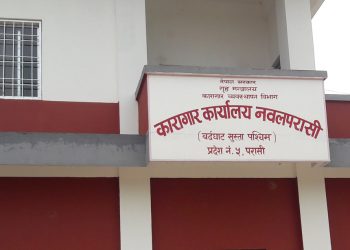 नेपाल सरकार
गृह मन्त्रालय
कारागार व्यवस्थापन विभाग
कारागार कार्यालय नवलपरासी
(बर्दघाट सुस्ता पश्चिम)
प्रदेश नं. ५, परासी